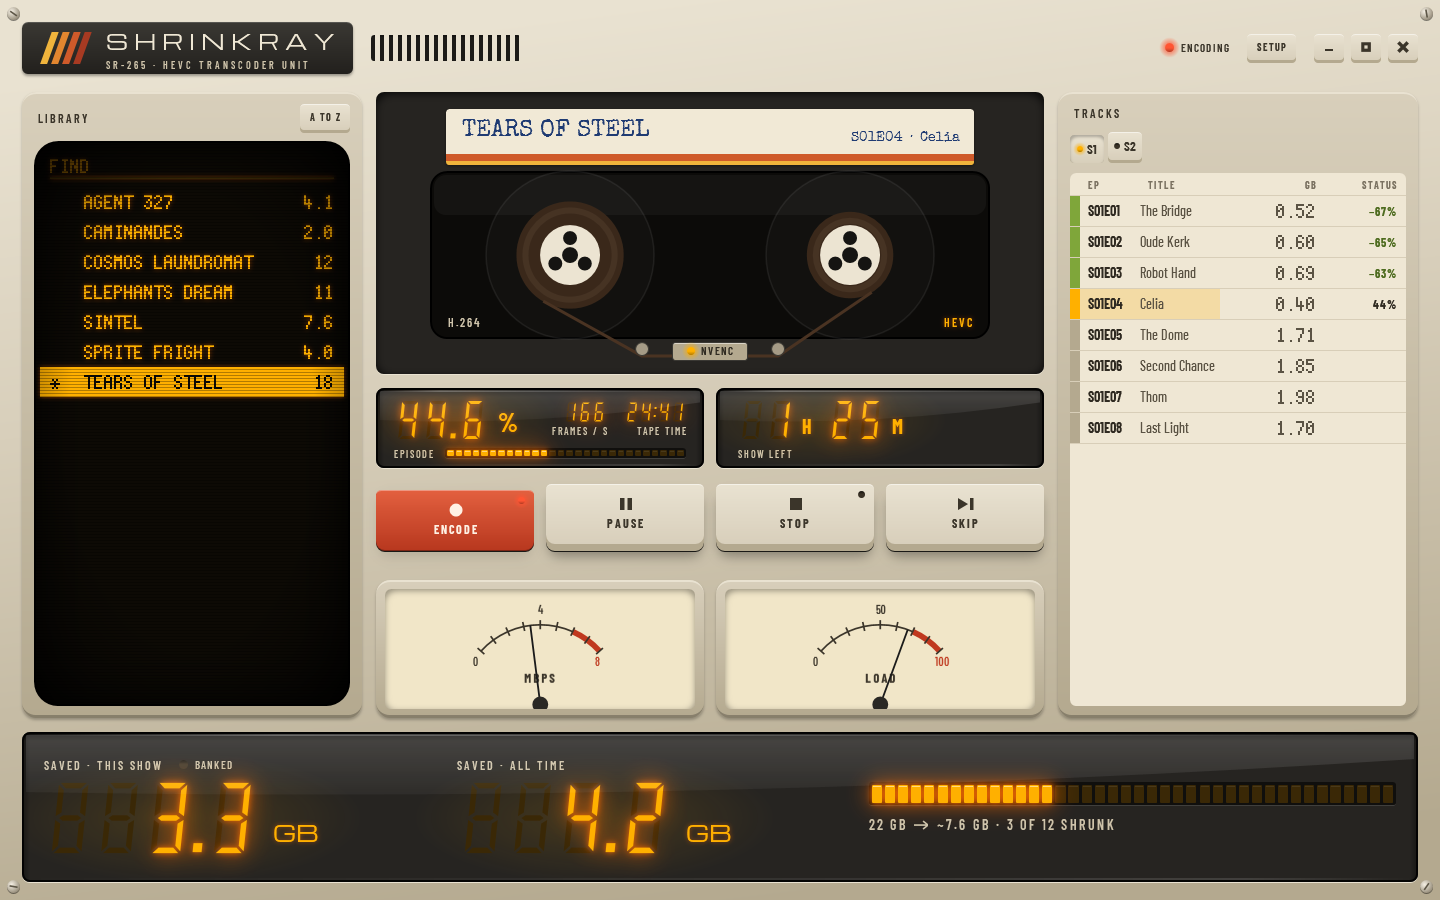 SHRINKRAY
SR-265 · HEVC TRANSCODER UNIT
ENCODING
SETUP
LIBRARY
A TO Z
FIND
AGENT 327 4.1
CAMINANDES 2.0
COSMOS LAUNDROMAT 12
ELEPHANTS DREAM 11
SINTEL 7.6
SPRITE FRIGHT 4.0
* TEARS OF STEEL 18
TEARS OF STEEL
S01E04 · Celia
H.264
HEVC
NVENC
44.6 %
166
FRAMES / S
24:41
TAPE TIME
EPISODE
1 H 25 M
SHOW LEFT
ENCODE
PAUSE
STOP
SKIP
0 4 8
MBPS
0 50 100
LOAD
TRACKS
S1 S2
EP TITLE GB STATUS
S01E01 The Bridge 0.52 -67%
S01E02 Oude Kerk 0.60 -65%
S01E03 Robot Hand 0.69 -63%
S01E04 Celia 0.40 44%
S01E05 The Dome 1.71
S01E06 Second Chance 1.85
S01E07 Thom 1.98
S01E08 Last Light 1.70
SAVED · THIS SHOW BANKED
3.3 GB
SAVED · ALL TIME
4.2 GB
22 GB → ~7.6 GB · 3 OF 12 SHRUNK